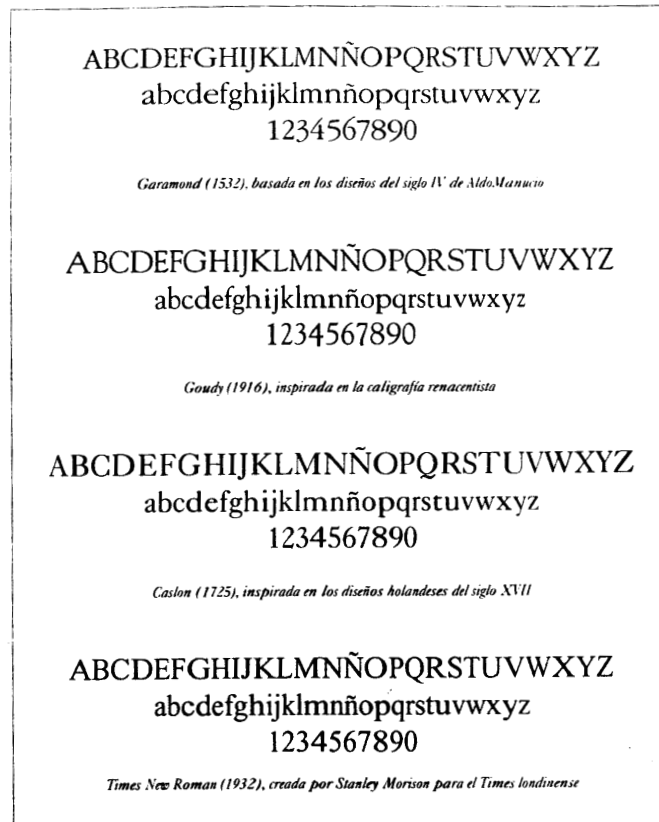 ABCDEFGHIJKLMNÑOPQRSTUVWXYZ
abcdefghijklmnñopqrstuvwxyz
1234567890
Garamond (1532), basada en los diseños del siglo IV de Aldo Manucio
ABCDEFGHIJKLMNÑOPQRSTUVWXYZ
abcdefghijklmnñopqrstuvwxyz
1234567890
Goudy (1916), inspirada en la caligrafía renacentista
ABCDEFGHIJKLMNÑOPQRSTUVWXYZ
abcdefghijklmnñopqrstuvwxyz
1234567890
Caslon (1725), inspirada en los diseños holandeses del siglo XVII
ABCDEFGHIJKLMNÑOPQRSTUVWXYZ
abcdefghijklmnñopqrstuvwxyz
1234567890
Times New Roman (1932), creada por Stanley Morison para el Times londinense